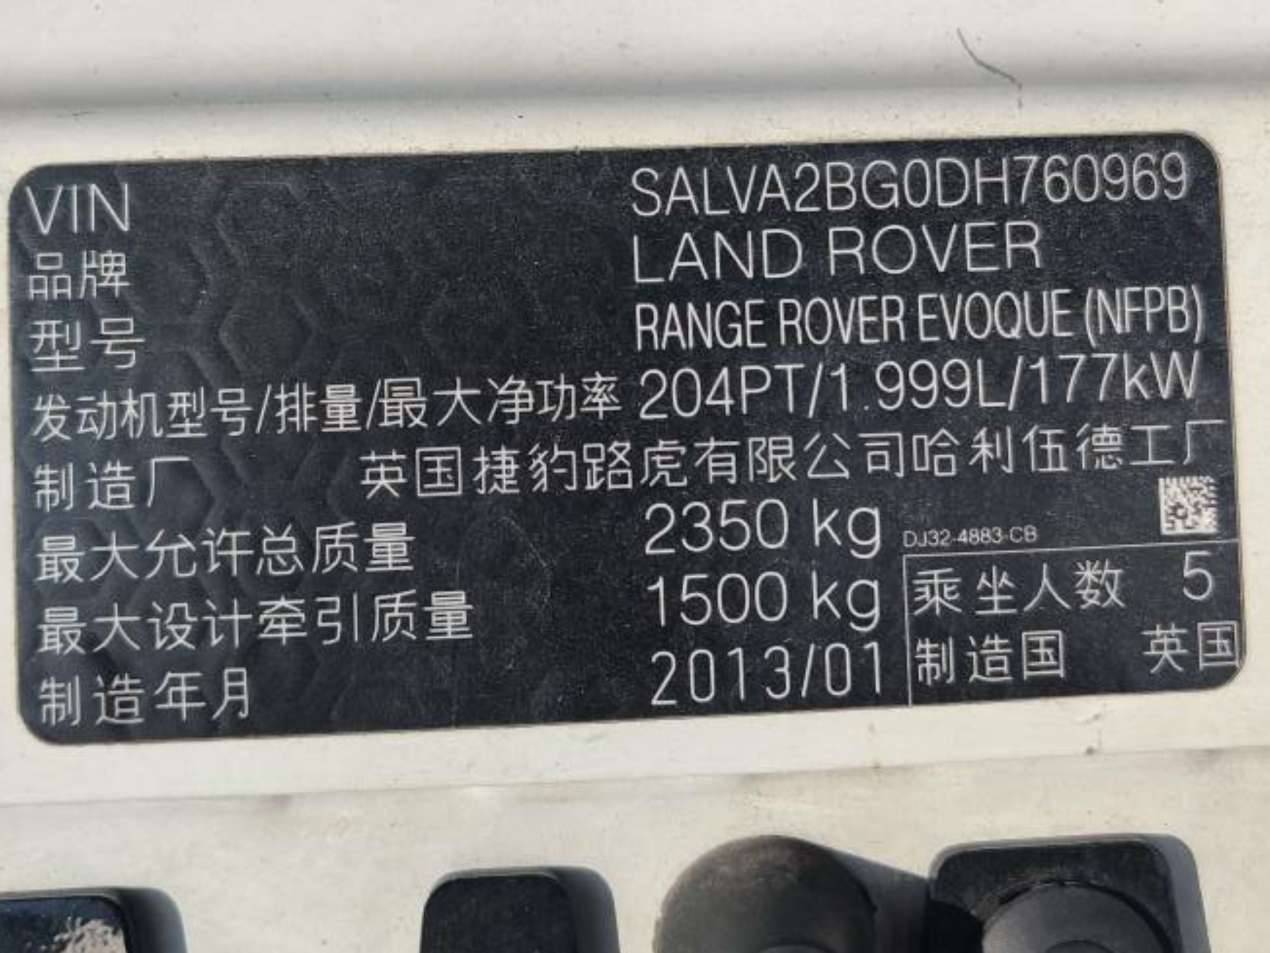 VIN SALVA2BG0DH760969
品牌 LAND ROVER
型号 RANGE ROVER EVOQUE (NFPB)
发动机型号/排量/最大净功率 204PT/1.999L/177kW
制造厂 英国捷豹路虎有限公司哈利伍德工厂
最大允许总质量 2350 kg DJ32-4883-CB
最大设计牵引质量 1500 kg 乘坐人数 5
制造年月 2013/01 制造国 英国